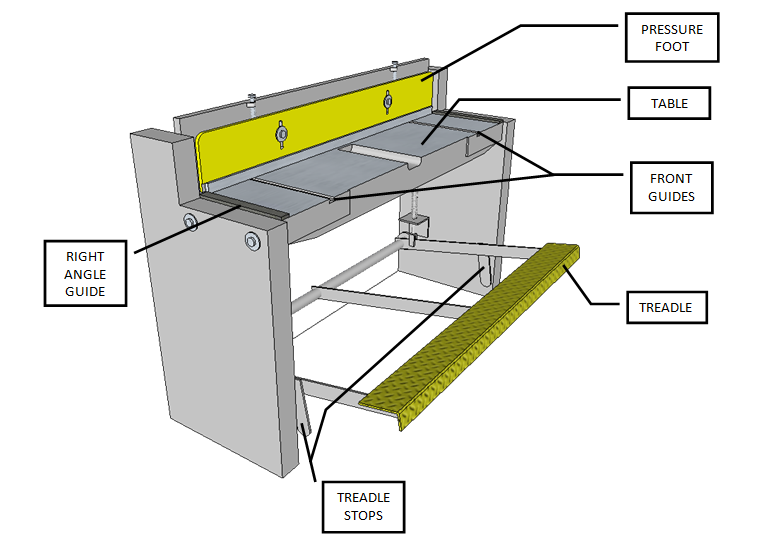 PRESSURE
FOOT
TABLE
FRONT
GUIDES
RIGHT
ANGLE
GUIDE
TREADLE
TREADLE
STOPS